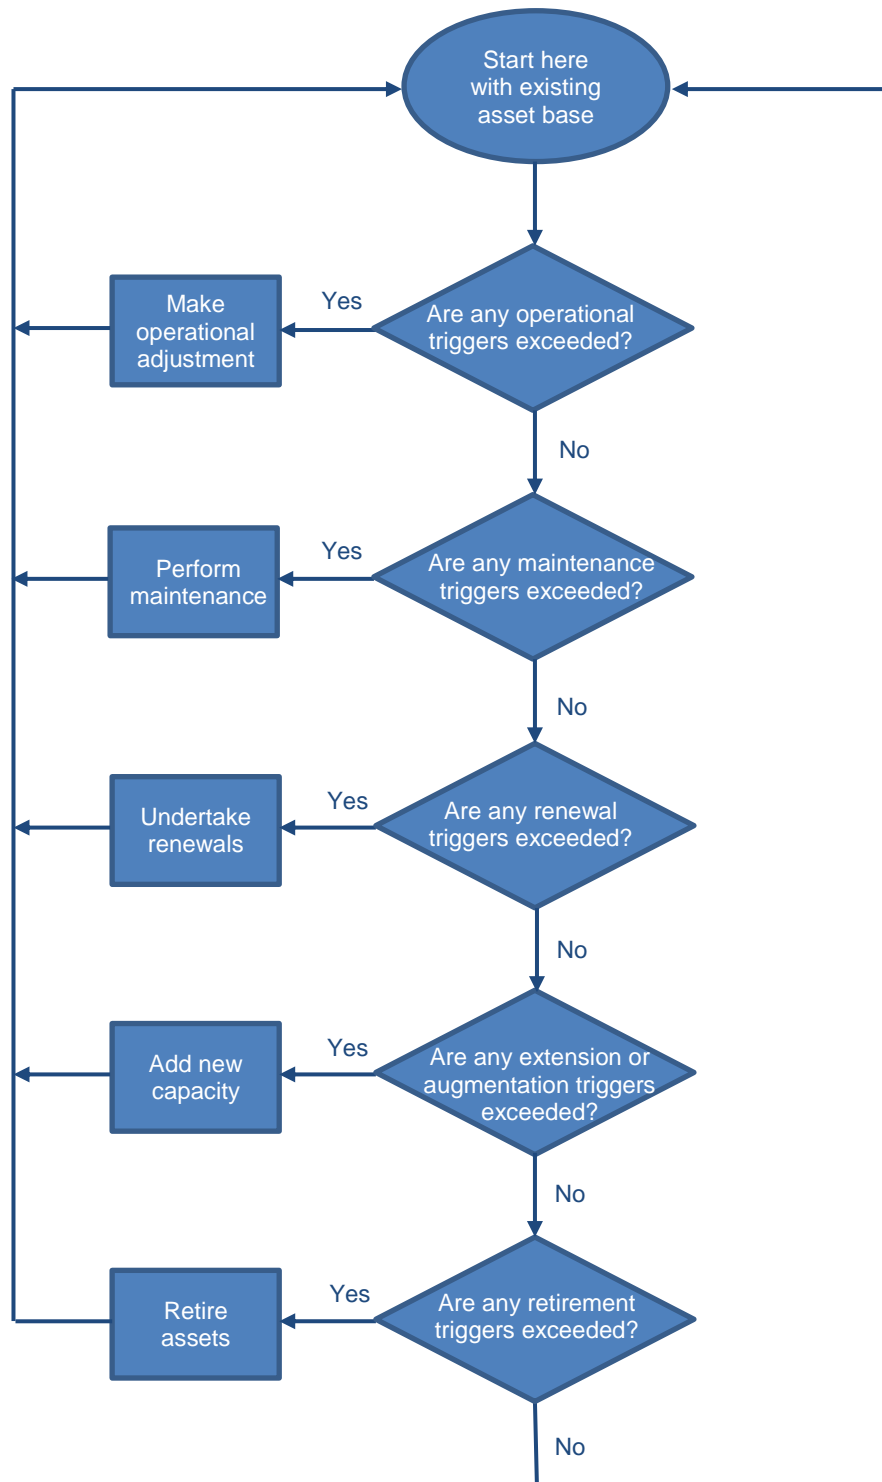 Start here
with existing
asset base
Make
operational
adjustment
Yes
Are any operational
triggers exceeded?
No
Perform
maintenance
Yes
Are any maintenance
triggers exceeded?
No
Undertake
renewals
Yes
Are any renewal
triggers exceeded?
No
Add new
capacity
Yes
Are any extension or
augmentation triggers
exceeded?
No
Retire
assets
Yes
Are any retirement
triggers exceeded?
No